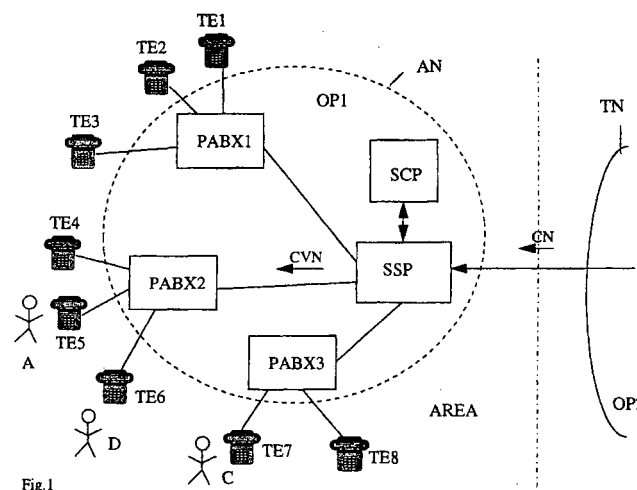 TE1
TE2
AN
OP1
TN
TE3
PABX1
SCP
TE4
CVN
CN
PABX2
SSP
TE5
A
PABX3
TE6
AREA
OP
D
TE7
TE8
C
Fig.1